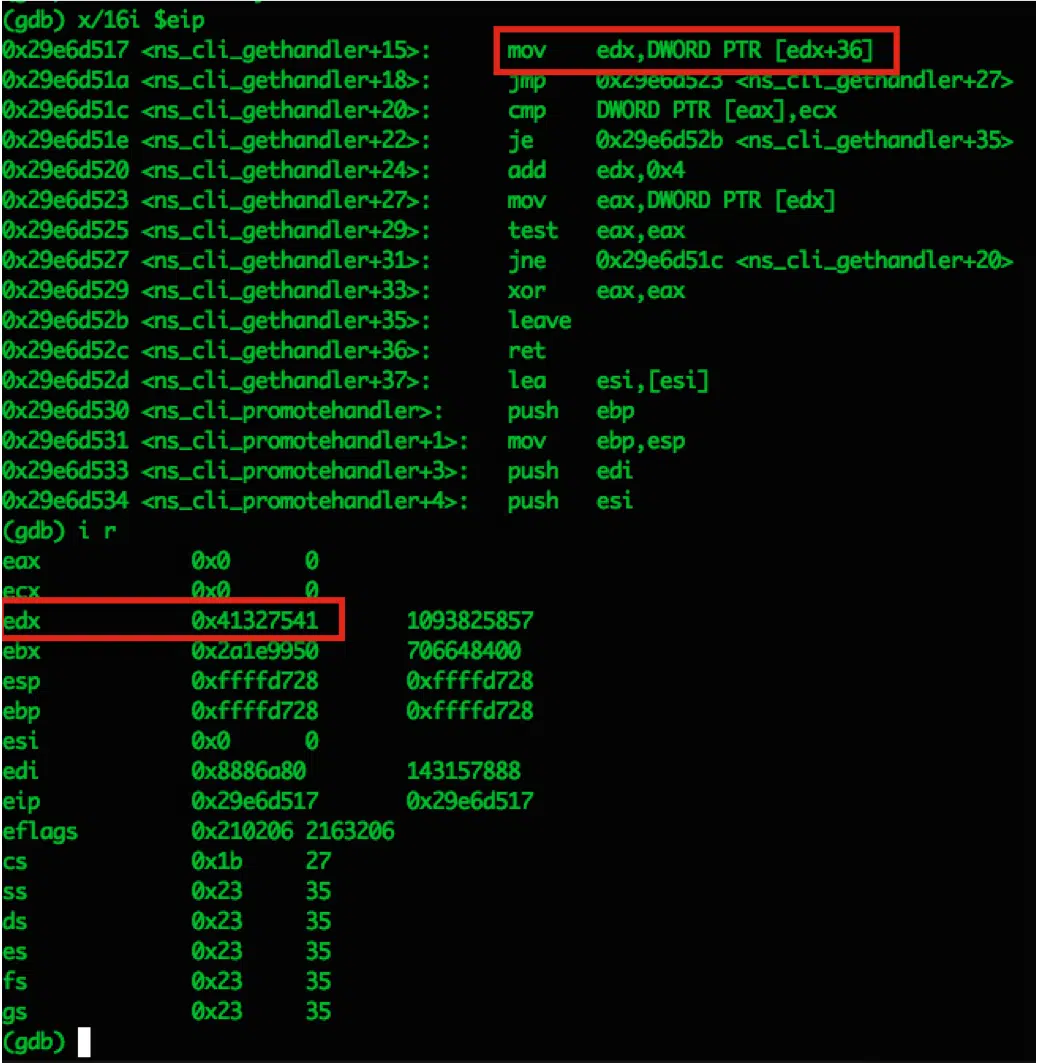 (gdb) x/16i $eip
0x29e6d517 <ns_cli_gethandler+15>: mov edx,DWORD PTR [edx+36]
0x29e6d51a <ns_cli_gethandler+18>: jmp 0x29e6d523 <ns_cli_gethandler+27>
0x29e6d51c <ns_cli_gethandler+20>: cmp DWORD PTR [eax],ecx
0x29e6d51e <ns_cli_gethandler+22>: je 0x29e6d52b <ns_cli_gethandler+35>
0x29e6d520 <ns_cli_gethandler+24>: add edx,0x4
0x29e6d523 <ns_cli_gethandler+27>: mov eax,DWORD PTR [edx]
0x29e6d525 <ns_cli_gethandler+29>: test eax,eax
0x29e6d527 <ns_cli_gethandler+31>: jne 0x29e6d51c <ns_cli_gethandler+20>
0x29e6d529 <ns_cli_gethandler+33>: xor eax,eax
0x29e6d52b <ns_cli_gethandler+35>: leave
0x29e6d52c <ns_cli_gethandler+36>: ret
0x29e6d52d <ns_cli_gethandler+37>: lea esi,[esi]
0x29e6d530 <ns_cli_promotehandler>: push ebp
0x29e6d531 <ns_cli_promotehandler+1>: mov ebp,esp
0x29e6d533 <ns_cli_promotehandler+3>: push edi
0x29e6d534 <ns_cli_promotehandler+4>: push esi
(gdb) i r
eax 0x0 0
ecx 0x0 0
edx 0x41327541 1093825857
ebx 0x2a1e9950 706648400
esp 0xffffd728 0xffffd728
ebp 0xffffd728 0xffffd728
esi 0x0 0
edi 0x8886a80 143157888
eip 0x29e6d517 0x29e6d517
eflags 0x210206 2163206
cs 0x1b 27
ss 0x23 35
ds 0x23 35
es 0x23 35
fs 0x23 35
gs 0x23 35
(gdb)